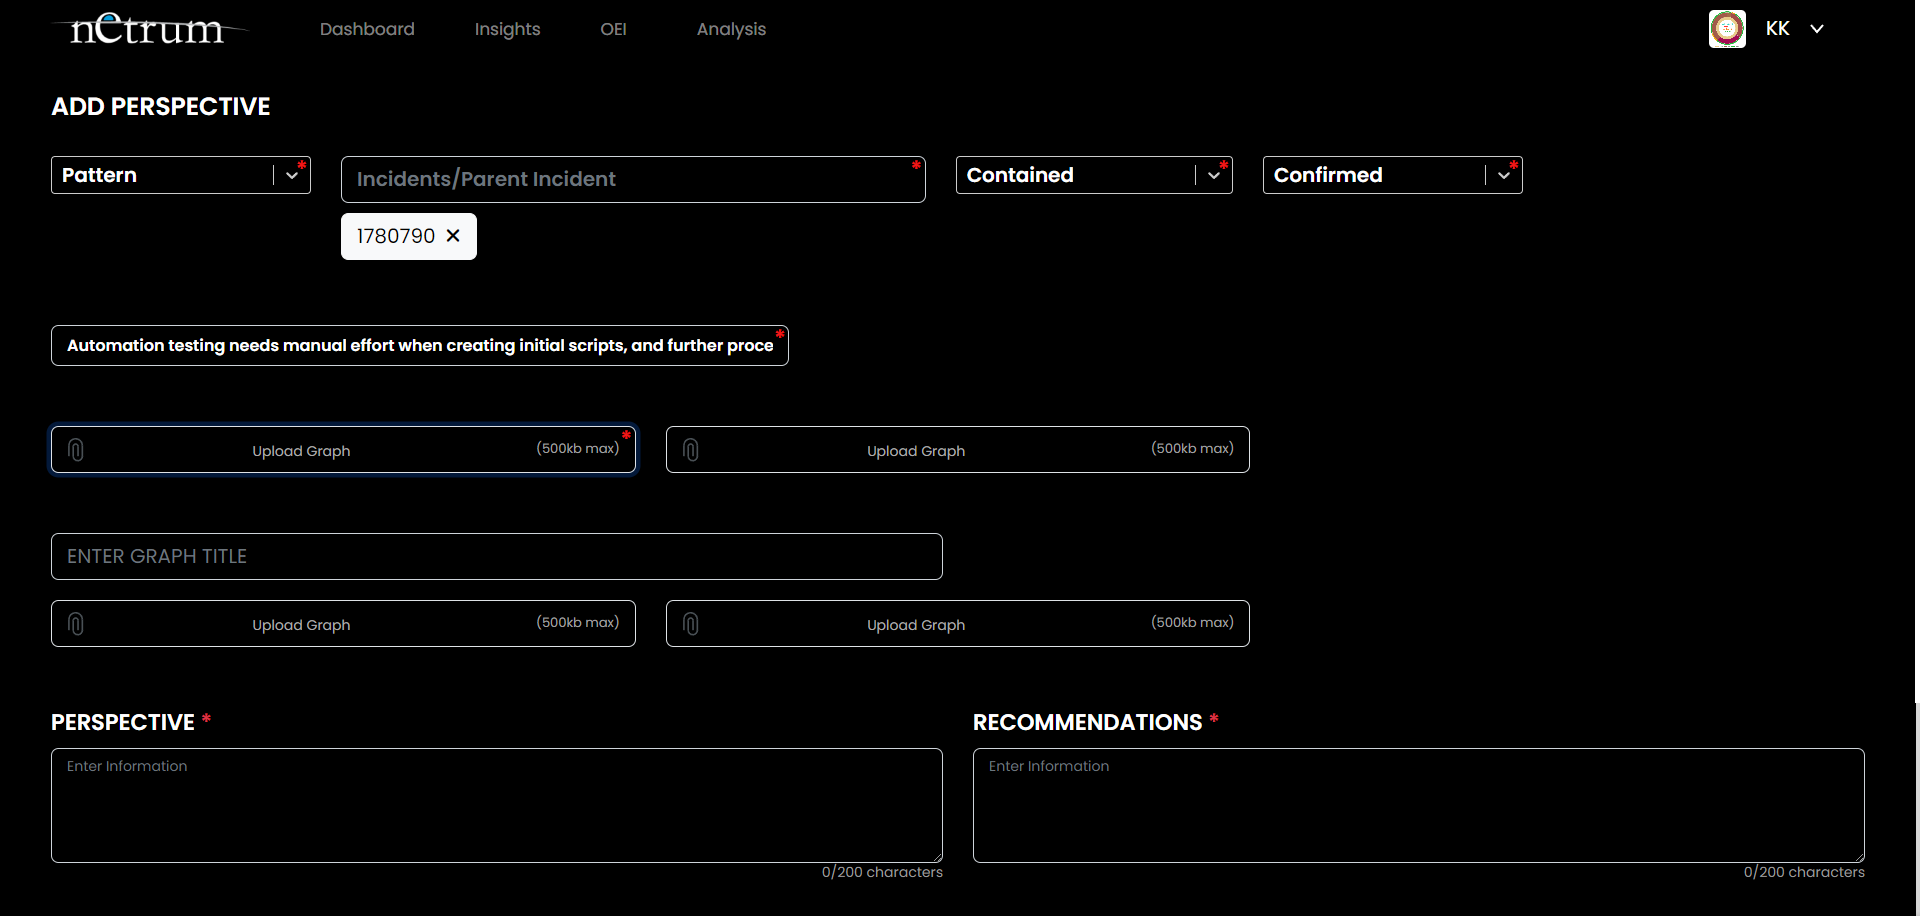 netrum Dashboard Insights OEI Analysis KK
ADD PERSPECTIVE
Pattern * Incidents/Parent Incident * Contained * Confirmed *
1780790 ✕
Automation testing needs manual effort when creating initial scripts, and further proce *
Upload Graph (500kb max) * Upload Graph (500kb max)
ENTER GRAPH TITLE
Upload Graph (500kb max) Upload Graph (500kb max)
PERSPECTIVE * RECOMMENDATIONS *
Enter Information Enter Information
0/200 characters 0/200 characters